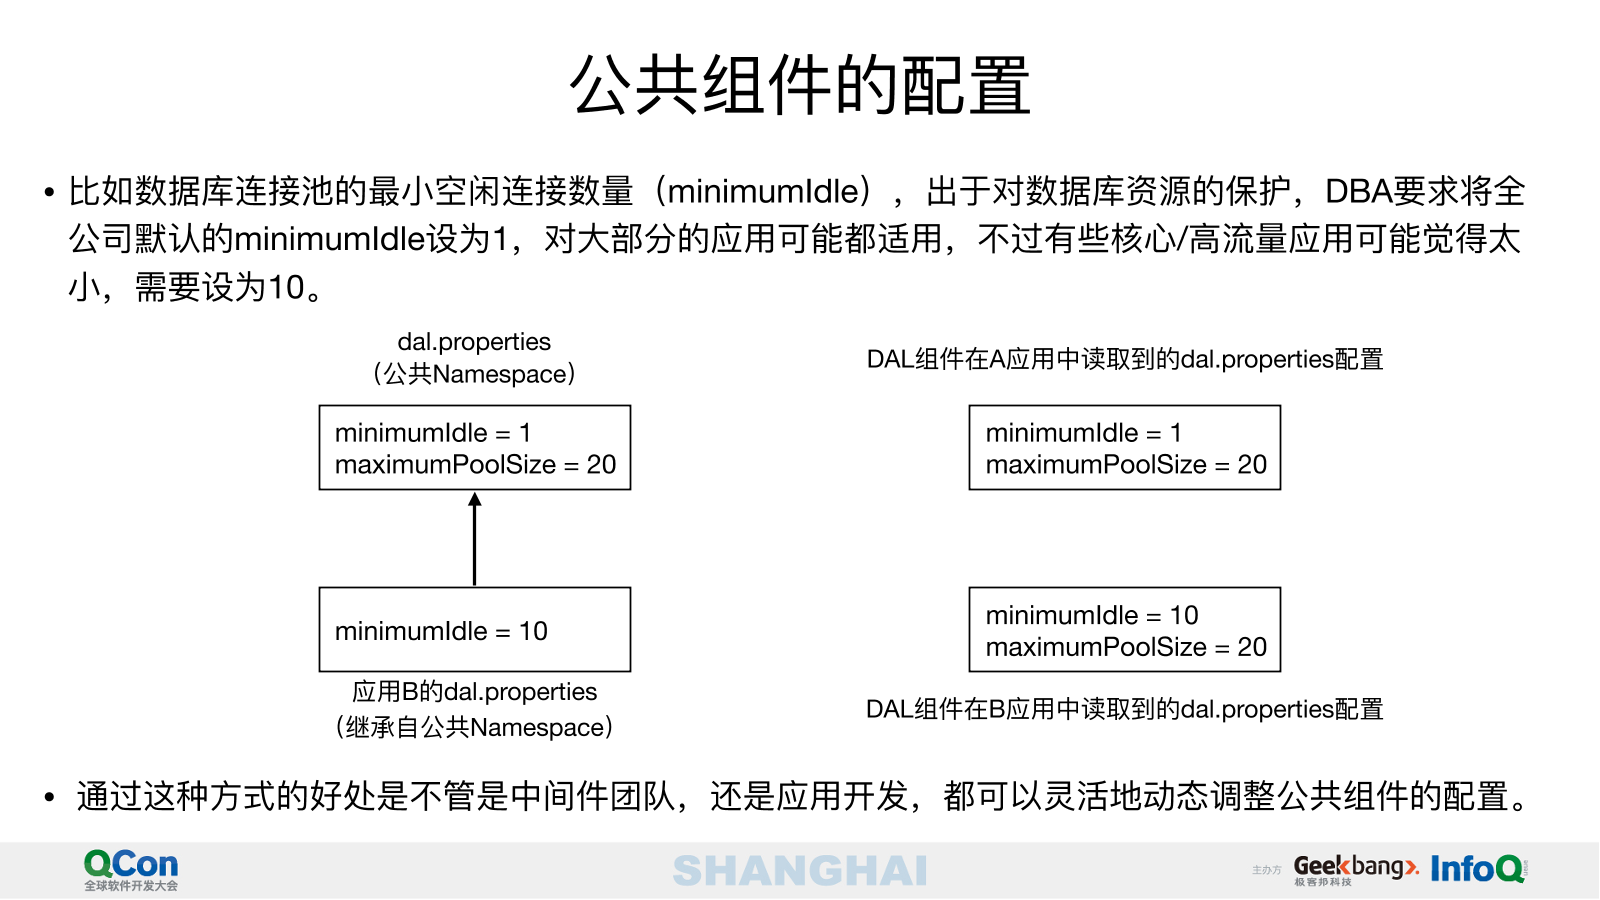 公共组件的配置
• 比如数据库连接池的最小空闲连接数量（minimumIdle），出于对数据库资源的保护，DBA要求将全
公司默认的minimumIdle设为1，对大部分的应用可能都适用，不过有些核心/高流量应用可能觉得太
小，需要设为10。
dal.properties
（公共Namespace）
minimumIdle = 1
maximumPoolSize = 20
minimumIdle = 10
应用B的dal.properties
（继承自公共Namespace）
DAL组件在A应用中读取到的dal.properties配置
minimumIdle = 1
maximumPoolSize = 20
minimumIdle = 10
maximumPoolSize = 20
DAL组件在B应用中读取到的dal.properties配置
• 通过这种方式的好处是不管是中间件团队，还是应用开发，都可以灵活地动态调整公共组件的配置。
QCon
全球软件开发大会
SHANGHAI
主办方
Geekbang>.
极客邦科技
InfoQ